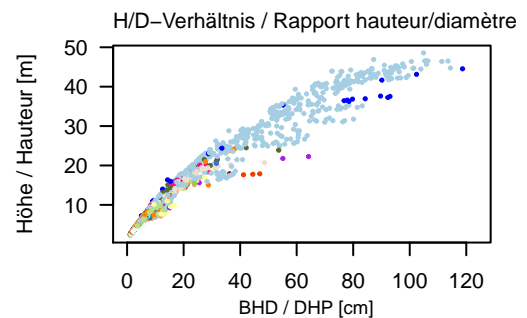 H/D−Verhältnis / Rapport hauteur/diamètre
Höhe / Hauteur [m]
50
40
30
20
10
0 20 40 60 80 100 120
BHD / DHP [cm]